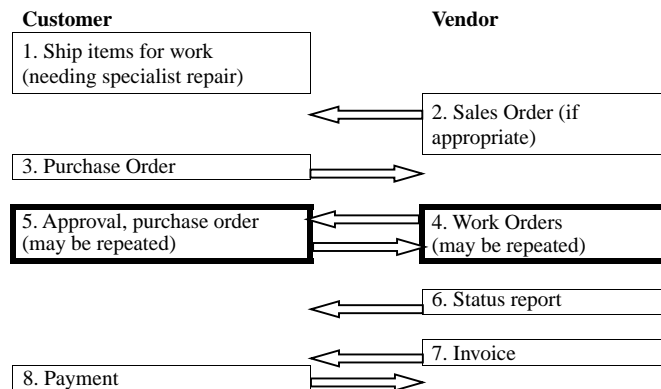 Customer Vendor
1. Ship items for work
(needing specialist repair)
2. Sales Order (if
appropriate)
3. Purchase Order
5. Approval, purchase order
(may be repeated)
4. Work Orders
(may be repeated)
6. Status report
7. Invoice
8. Payment